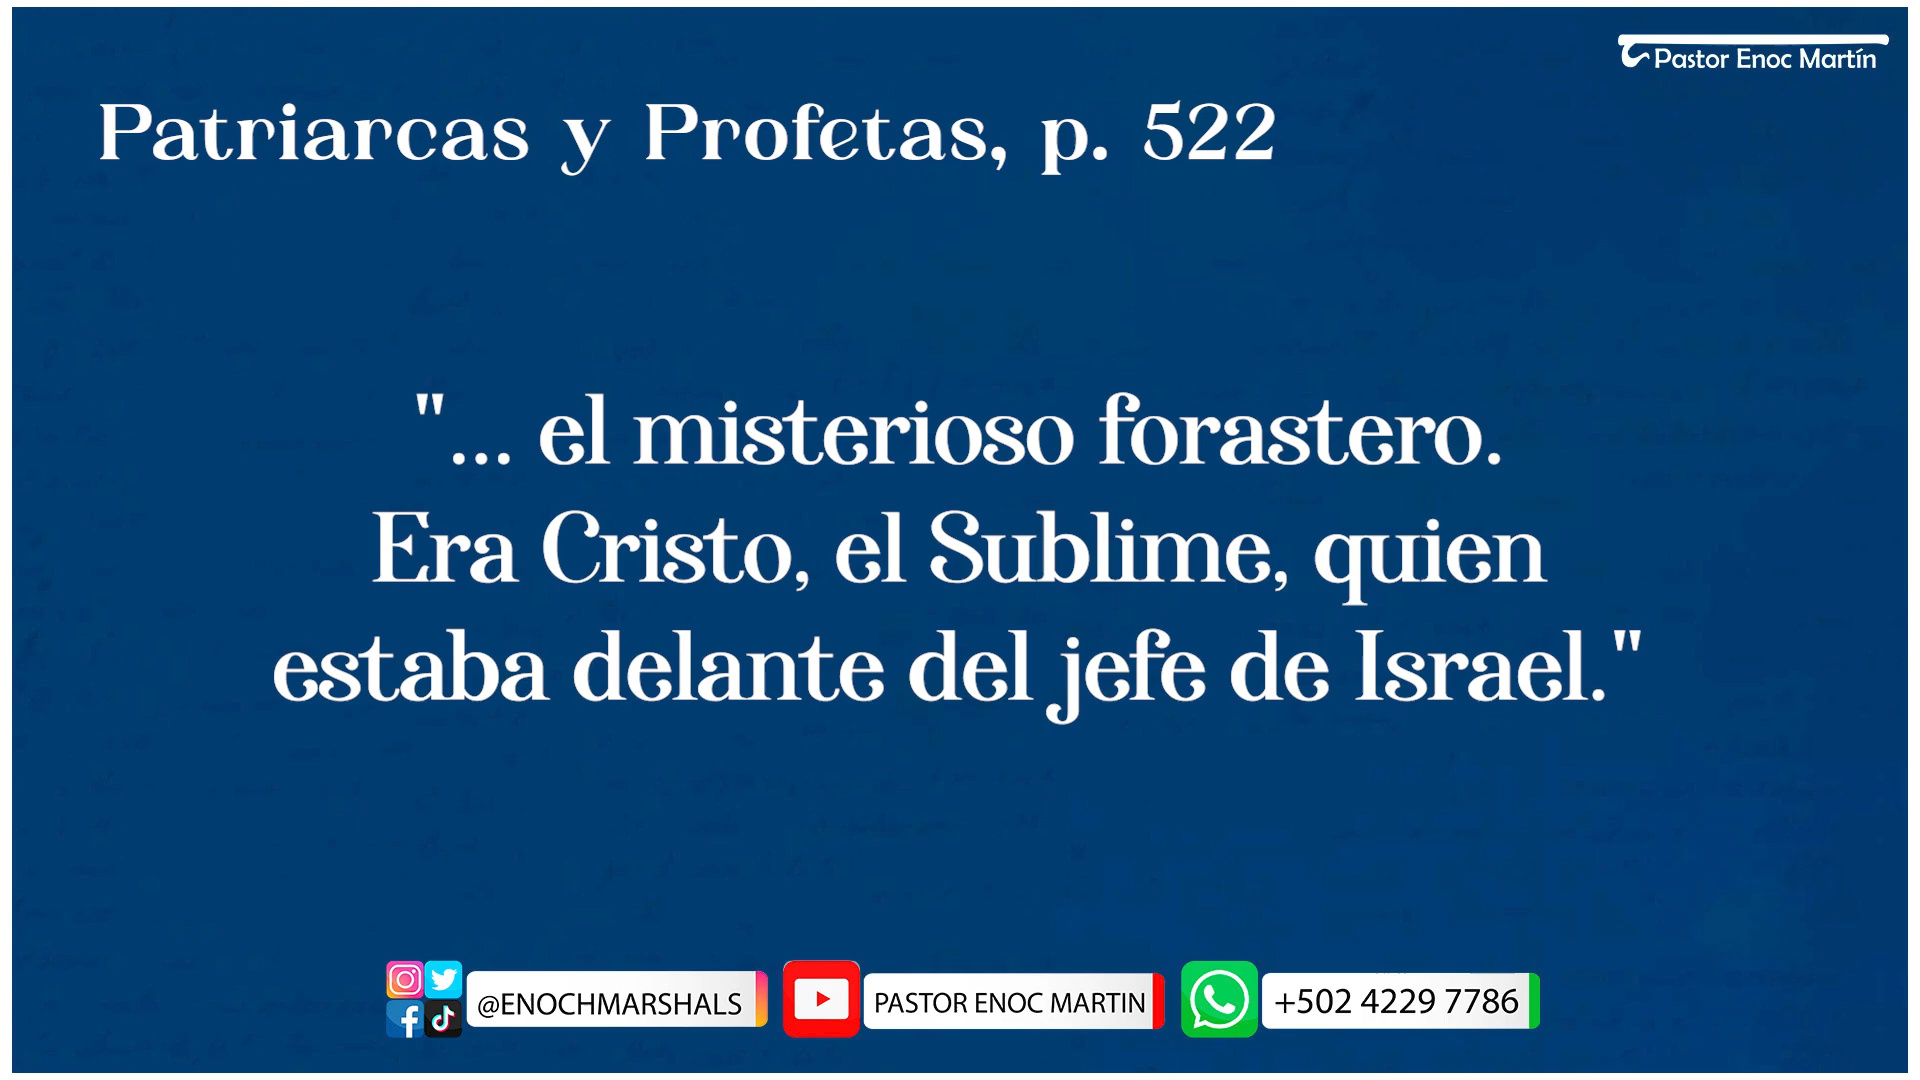 Pastor Enoc Martín
Patriarcas y Profetas, p. 522
"... el misterioso forastero.
Era Cristo, el Sublime, quien
estaba delante del jefe de Israel."
@ENOCHMARSHALS
PASTOR ENOC MARTIN
+502 4229 7786